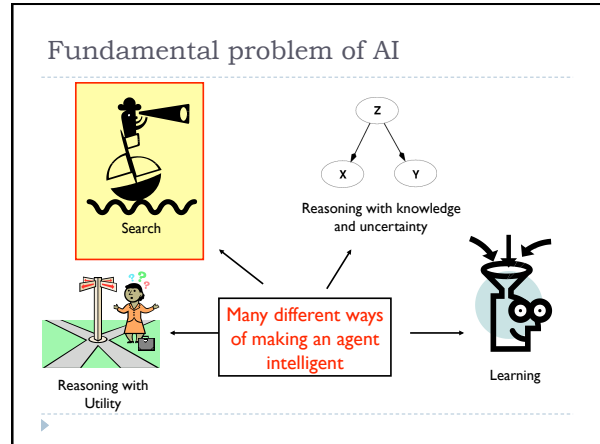 Fundamental problem of AI
Search
Z
X
Y
Reasoning with knowledge
and uncertainty
? ? ?
Many different ways
of making an agent
intelligent
Reasoning with
Utility
Learning